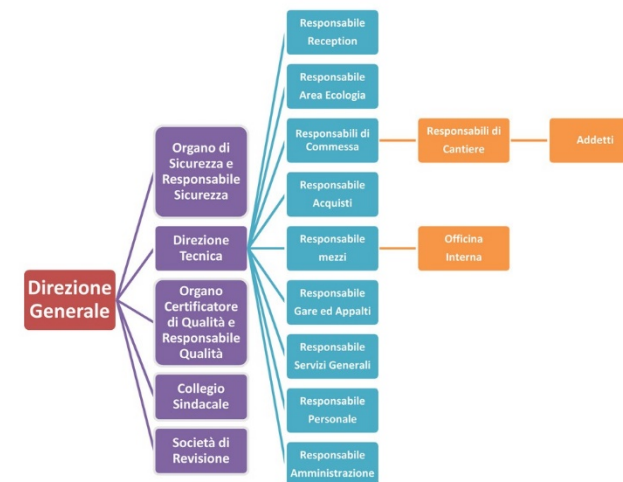 Direzione
Generale
Organo di
Sicurezza e
Responsabile
Sicurezza
Direzione
Tecnica
Organo
Certificatore
di Qualità e
Responsabile
Qualità
Collegio
Sindacale
Società di
Revisione
Responsabile
Reception
Responsabile
Area Ecologia
Responsabili di
Commessa
Responsabile
Acquisti
Responsabile
mezzi
Responsabile
Gare ed Appalti
Responsabile
Servizi Generali
Responsabile
Personale
Responsabile
Amministrazione
Responsabili di
Cantiere
Officina
Interna
Addetti